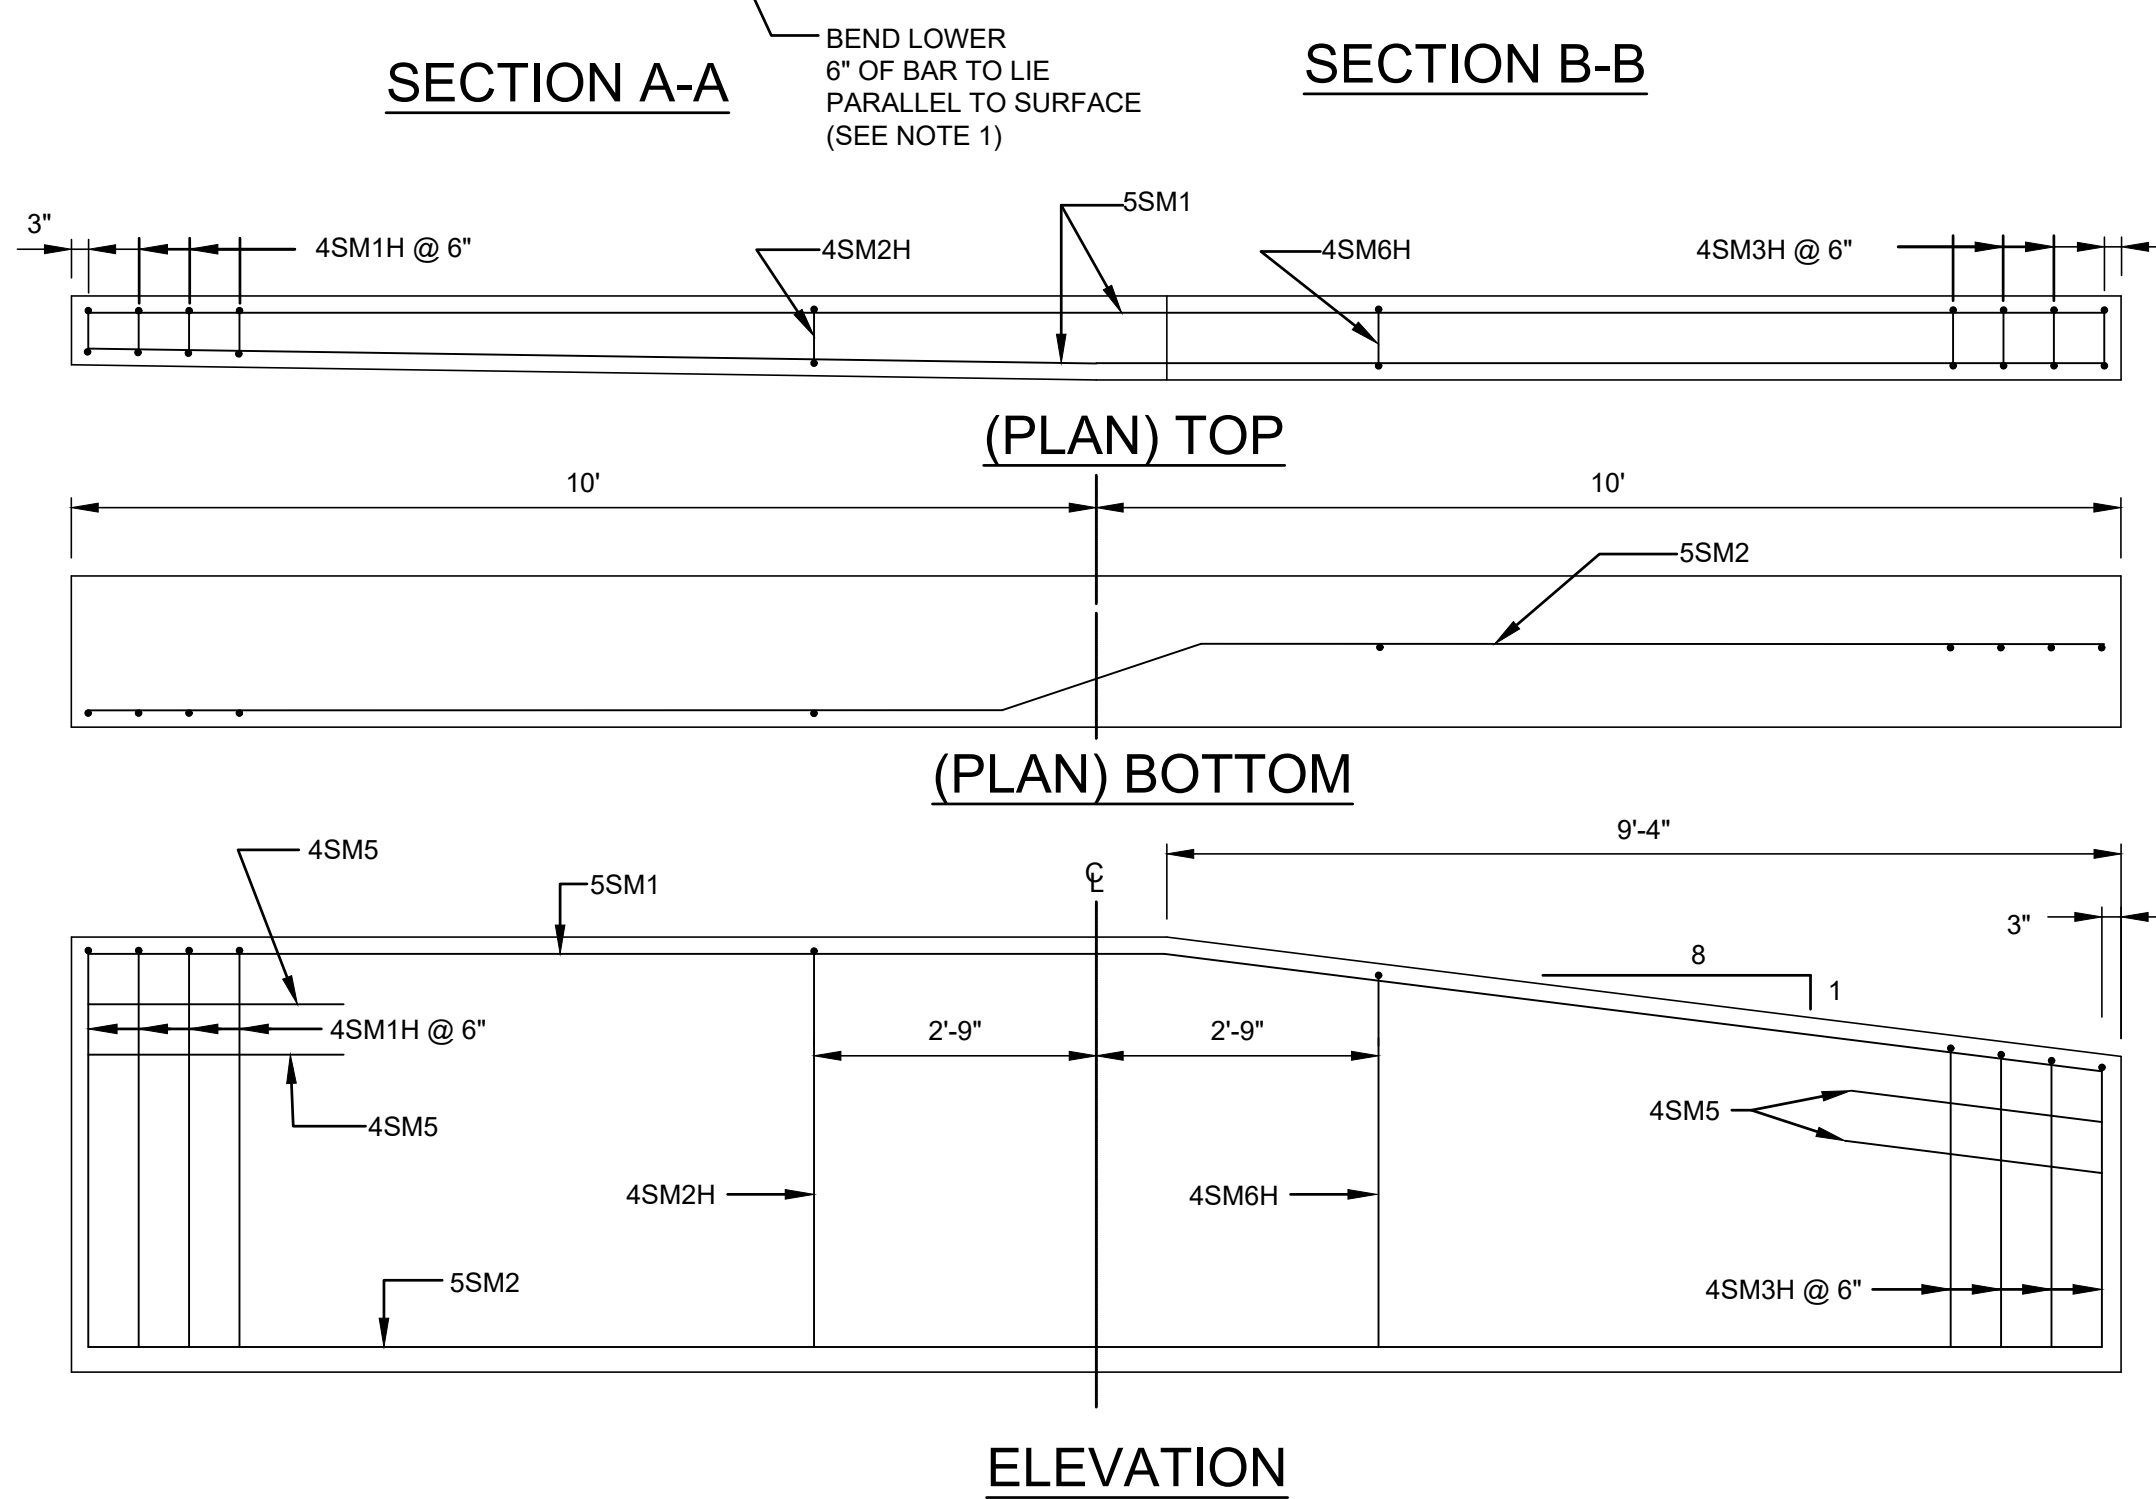 SECTION A-A
BEND LOWER
6" OF BAR TO LIE
PARALLEL TO SURFACE
(SEE NOTE 1)
SECTION B-B
3"
4SM1H @ 6"
4SM2H
5SM1
4SM6H
4SM3H @ 6"
(PLAN) TOP
10'
10'
5SM2
(PLAN) BOTTOM
4SM5
5SM1
℄
9'-4"
3"
8
1
4SM1H @ 6"
2'-9"
2'-9"
4SM5
4SM5
4SM2H
4SM6H
5SM2
4SM3H @ 6"
ELEVATION